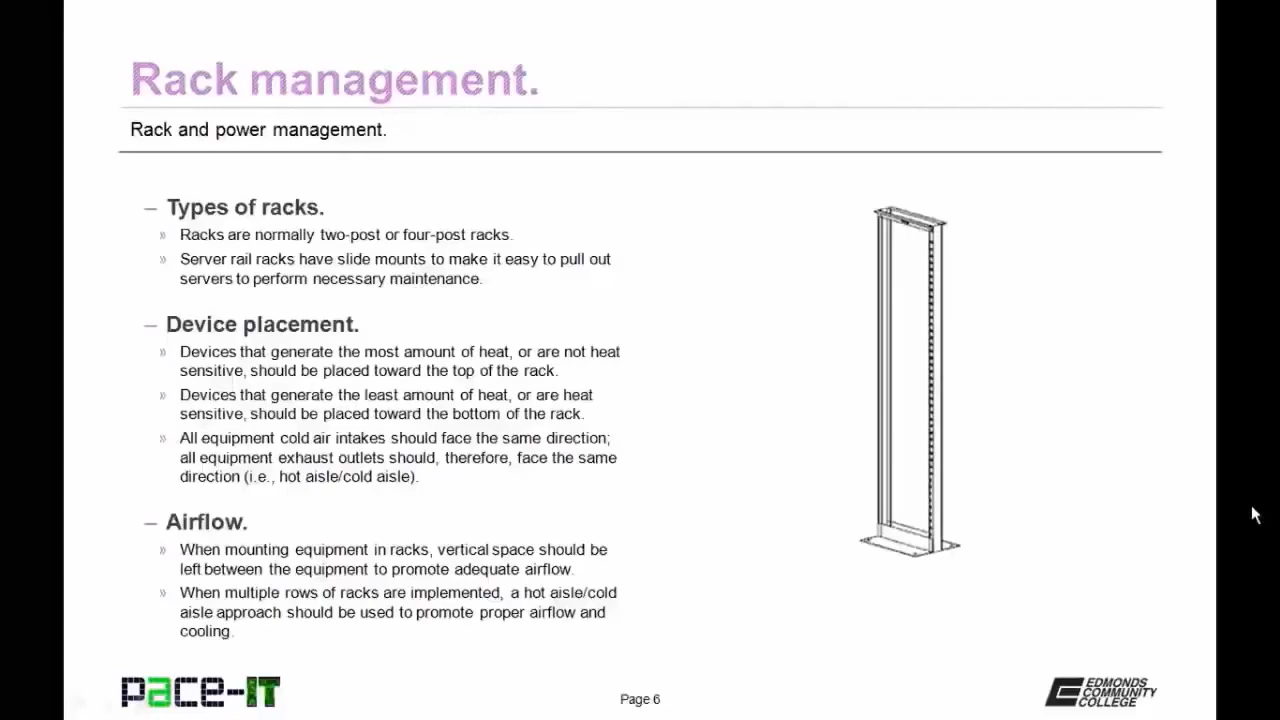 Rack management.
Rack and power management.
– Types of racks.
» Racks are normally two-post or four-post racks.
» Server rail racks have slide mounts to make it easy to pull out
servers to perform necessary maintenance.
– Device placement.
» Devices that generate the most amount of heat, or are not heat
sensitive, should be placed toward the top of the rack.
» Devices that generate the least amount of heat, or are heat
sensitive, should be placed toward the bottom of the rack.
» All equipment cold air intakes should face the same direction;
all equipment exhaust outlets should, therefore, face the same
direction (i.e., hot aisle/cold aisle).
– Airflow.
» When mounting equipment in racks, vertical space should be
left between the equipment to promote adequate airflow.
» When multiple rows of racks are implemented, a hot aisle/cold
aisle approach should be used to promote proper airflow and
cooling.
pace-IT
Page 6
EDMONDS
COMMUNITY
COLLEGE